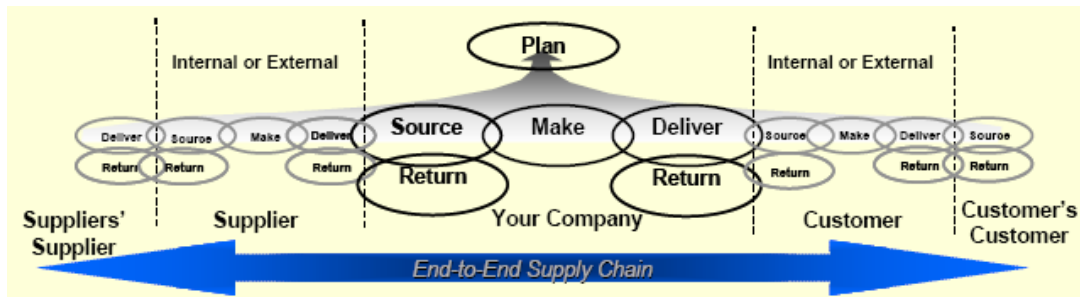 Plan
Internal or External
Internal or External
Deliver
Source
Make
Deliver
Source
Make
Deliver
Source
Make
Deliver
Source
Return
Return
Return
Return
Return
Return
Return
Return
Suppliers'
Supplier
Supplier
Your Company
Customer
Customer's
Customer
End-to-End Supply Chain